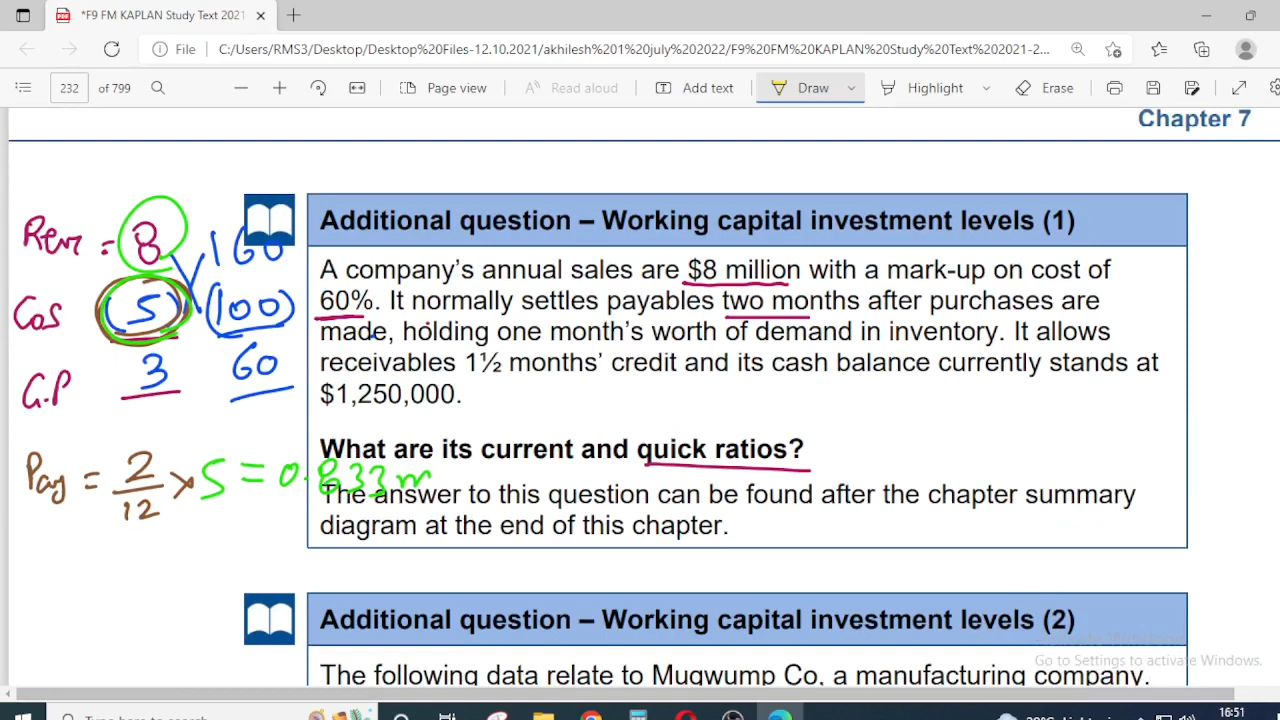 *F9 FM KAPLAN Study Text 2021
File C:/Users/RMS3/Desktop/Desktop%20Files-12.10.2021/akhilesh%201%20july%202022/F9%20FM%20KAPLAN%20Study%20Text%202021-2...
232 of 799 Page view Read aloud Add text Draw Highlight Erase
Chapter 7
Additional question – Working capital investment levels (1)
A company's annual sales are $8 million with a mark-up on cost of
60%. It normally settles payables two months after purchases are
made, holding one month's worth of demand in inventory. It allows
receivables 1½ months' credit and its cash balance currently stands at
$1,250,000.
What are its current and quick ratios?
The answer to this question can be found after the chapter summary
diagram at the end of this chapter.
Rev = 8 160
Cos (5) (100)
G.P 3 60
Pay = 2/12 × 5 = 0.833m
Additional question – Working capital investment levels (2)
The following data relate to Mugwump Co, a manufacturing company.
Go to Settings to activate Windows.
Type here to search
16:51